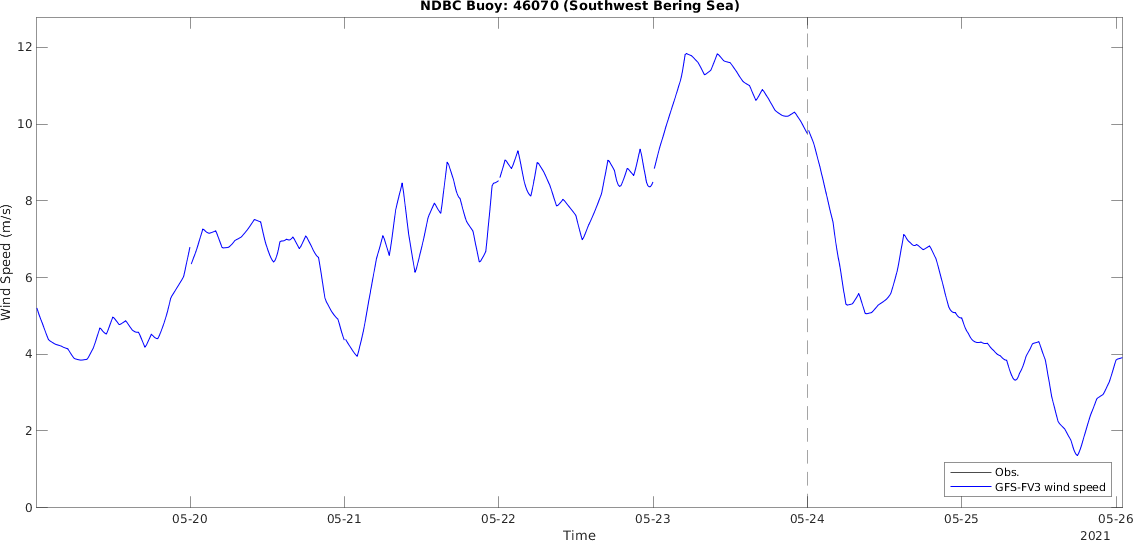 NDBC Buoy: 46070 (Southwest Bering Sea)
12
10
8
6
4
2
0
Wind Speed (m/s)
Obs.
GFS-FV3 wind speed
05-20 05-21 05-22 05-23 05-24 05-25 05-26
Time
2021